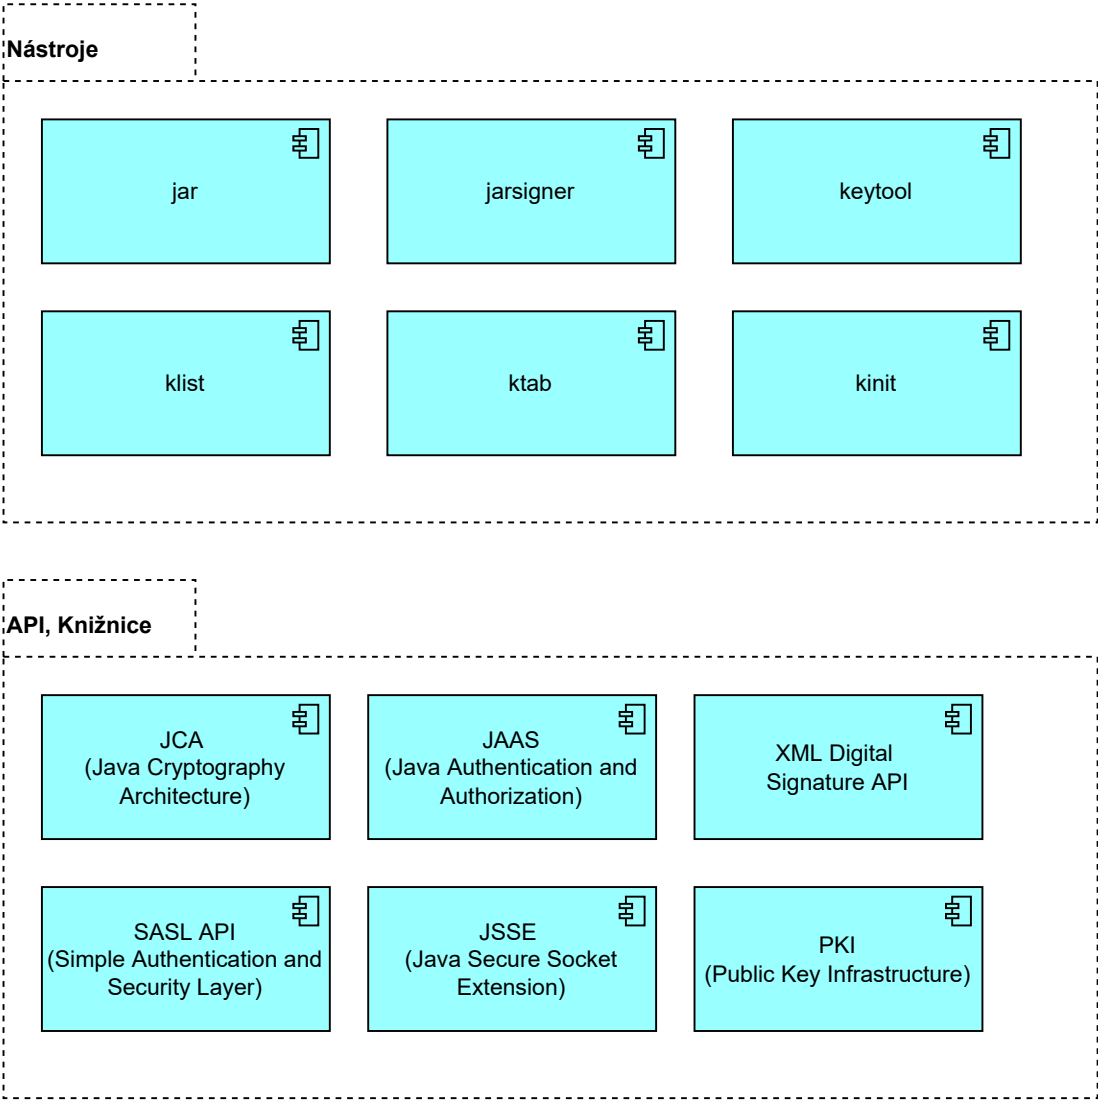 Nástroje
jar
jarsigner
keytool
klist
ktab
kinit
API, Knižnice
JCA
(Java Cryptography
Architecture)
JAAS
(Java Authentication and
Authorization)
XML Digital
Signature API
SASL API
(Simple Authentication and
Security Layer)
JSSE
(Java Secure Socket
Extension)
PKI
(Public Key Infrastructure)